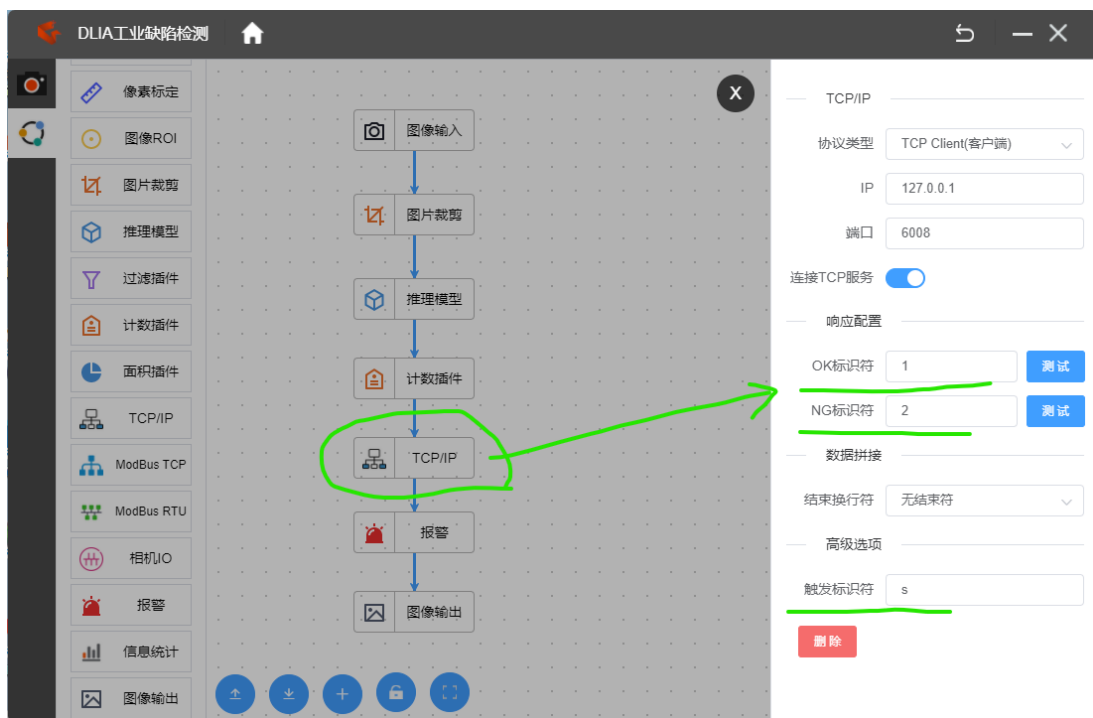 DLIA工业缺陷检测
像素标定
图像ROI
图片裁剪
推理模型
过滤插件
计数插件
面积插件
TCP/IP
ModBus TCP
ModBus RTU
相机IO
报警
信息统计
图像输出
图像输入
图片裁剪
推理模型
计数插件
TCP/IP
报警
图像输出
X
TCP/IP
协议类型 TCP Client(客户端)
IP 127.0.0.1
端口 6008
连接TCP服务
响应配置
OK标识符 1 测试
NG标识符 2 测试
数据拼接
结束换行符 无结束符
高级选项
触发标识符 s
删除